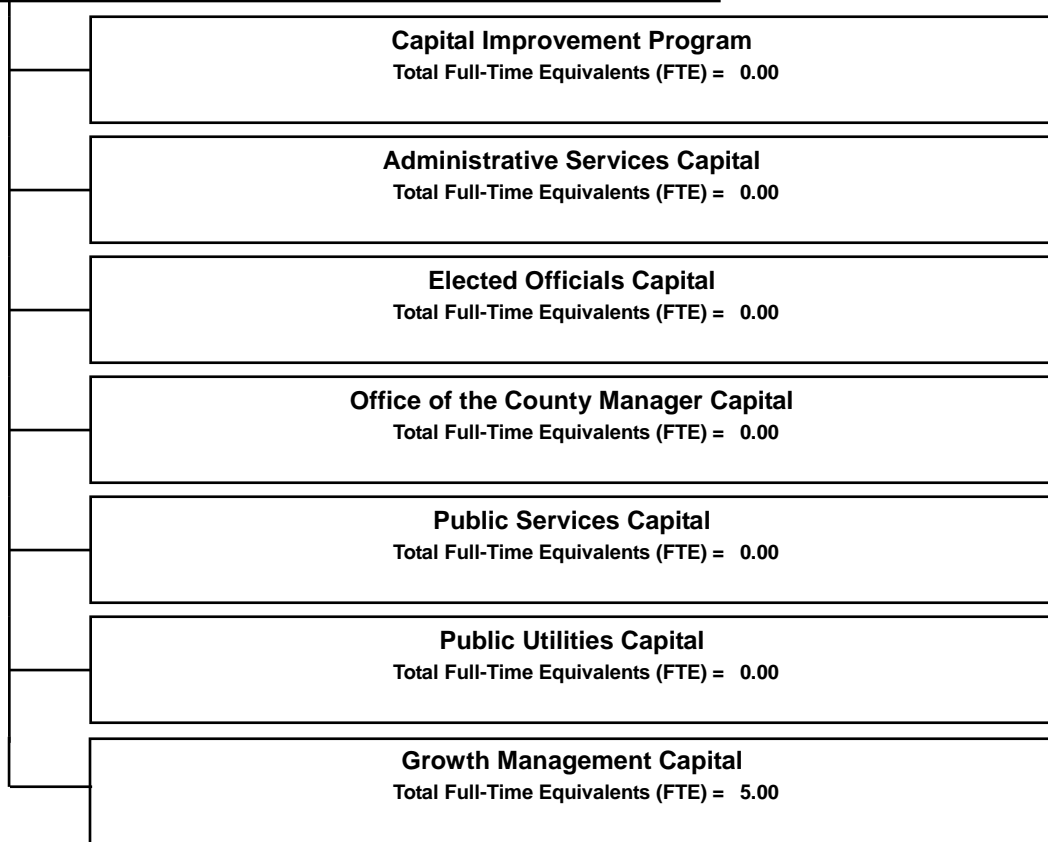 Capital Improvement Program
Total Full-Time Equivalents (FTE) = 0.00
Administrative Services Capital
Total Full-Time Equivalents (FTE) = 0.00
Elected Officials Capital
Total Full-Time Equivalents (FTE) = 0.00
Office of the County Manager Capital
Total Full-Time Equivalents (FTE) = 0.00
Public Services Capital
Total Full-Time Equivalents (FTE) = 0.00
Public Utilities Capital
Total Full-Time Equivalents (FTE) = 0.00
Growth Management Capital
Total Full-Time Equivalents (FTE) = 5.00